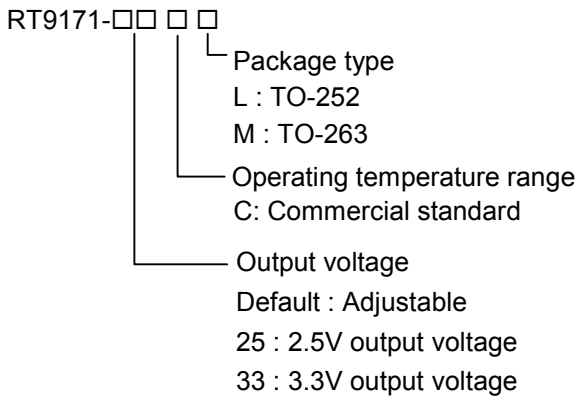 RT9171-□□ □ □
Package type
L : TO-252
M : TO-263
Operating temperature range
C: Commercial standard
Output voltage
Default : Adjustable
25 : 2.5V output voltage
33 : 3.3V output voltage